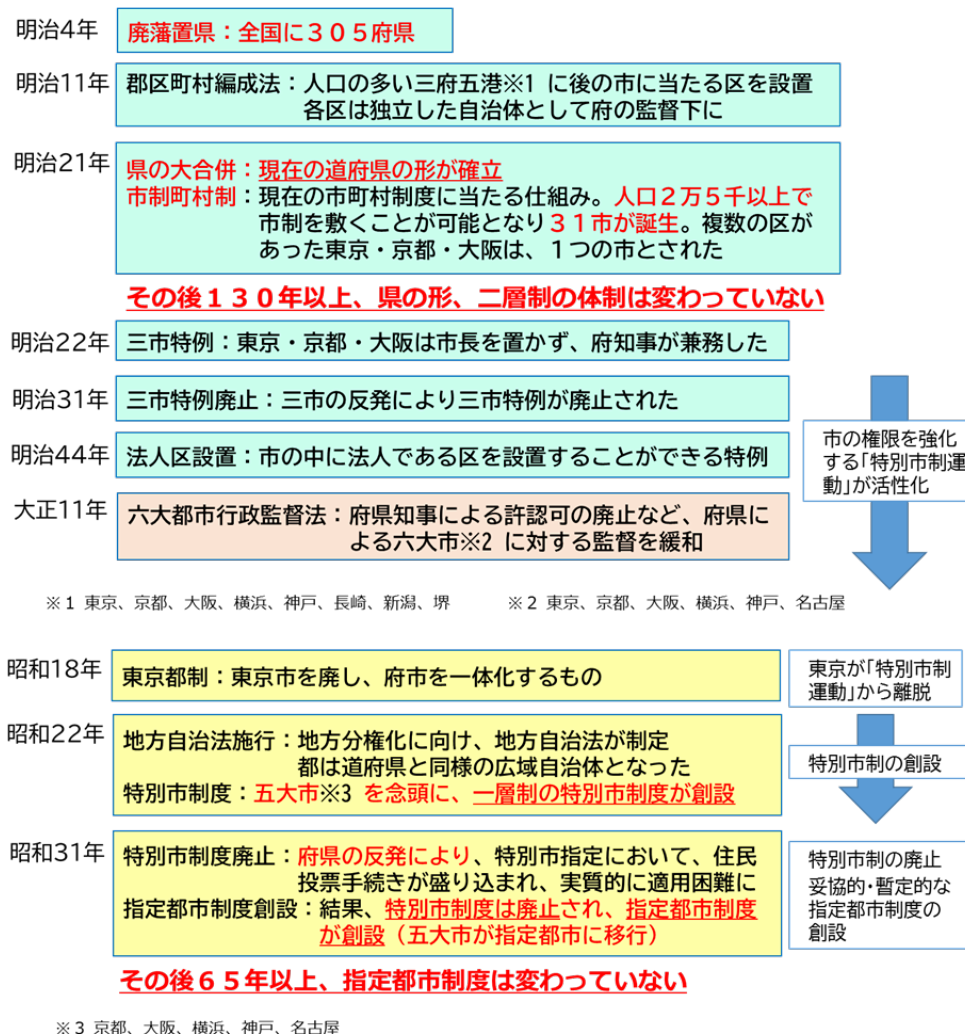 明治4年
廃藩置県：全国に３０５府県
明治11年
郡区町村編成法：人口の多い三府五港※1 に後の市に当たる区を設置
各区は独立した自治体として府の監督下に
明治21年
県の大合併：現在の道府県の形が確立
市制町村制：現在の市町村制度に当たる仕組み。人口２万５千以上で
市制を敷くことが可能となり３１市が誕生。複数の区が
あった東京・京都・大阪は、１つの市とされた
その後１３０年以上、県の形、二層制の体制は変わっていない
明治22年
三市特例：東京・京都・大阪は市長を置かず、府知事が兼務した
明治31年
三市特例廃止：三市の反発により三市特例が廃止された
明治44年
法人区設置：市の中に法人である区を設置することができる特例
大正11年
六大都市行政監督法：府県知事による許認可の廃止など、府県に
よる六大市※2 に対する監督を緩和
市の権限を強化
する「特別市制運
動」が活性化
※1 東京、京都、大阪、横浜、神戸、長崎、新潟、堺
※2 東京、京都、大阪、横浜、神戸、名古屋
昭和18年
東京都制：東京市を廃し、府市を一体化するもの
東京が「特別市制
運動」から離脱
昭和22年
地方自治法施行：地方分権化に向け、地方自治法が制定
都は道府県と同様の広域自治体となった
特別市制度：五大市※3 を念頭に、一層制の特別市制度が創設
特別市制の創設
昭和31年
特別市制度廃止：府県の反発により、特別市指定において、住民
投票手続きが盛り込まれ、実質的に適用困難に
指定都市制度創設：結果、特別市制度は廃止され、指定都市制度
が創設（五大市が指定都市に移行）
特別市制の廃止
妥協的・暫定的な
指定都市制度の
創設
その後６５年以上、指定都市制度は変わっていない
※3 京都、大阪、横浜、神戸、名古屋